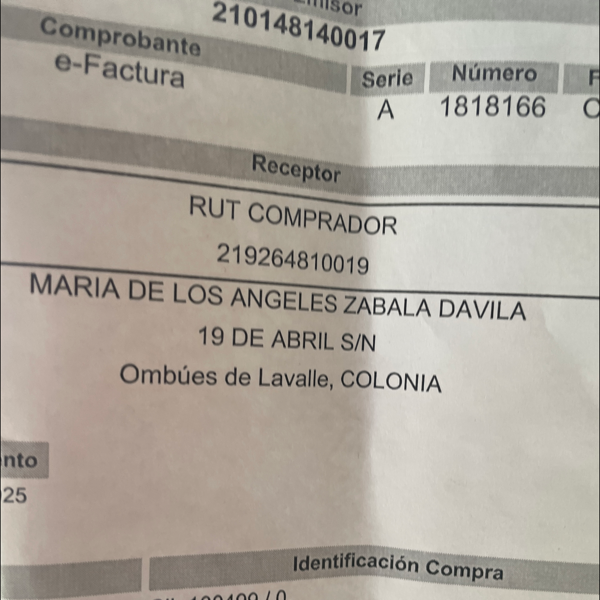 210148140017
Comprobante
e-Factura
Serie Número
A 1818166
Receptor
RUT COMPRADOR
219264810019
MARIA DE LOS ANGELES ZABALA DAVILA
19 DE ABRIL S/N
Ombúes de Lavalle, COLONIA
25
Identificación Compra